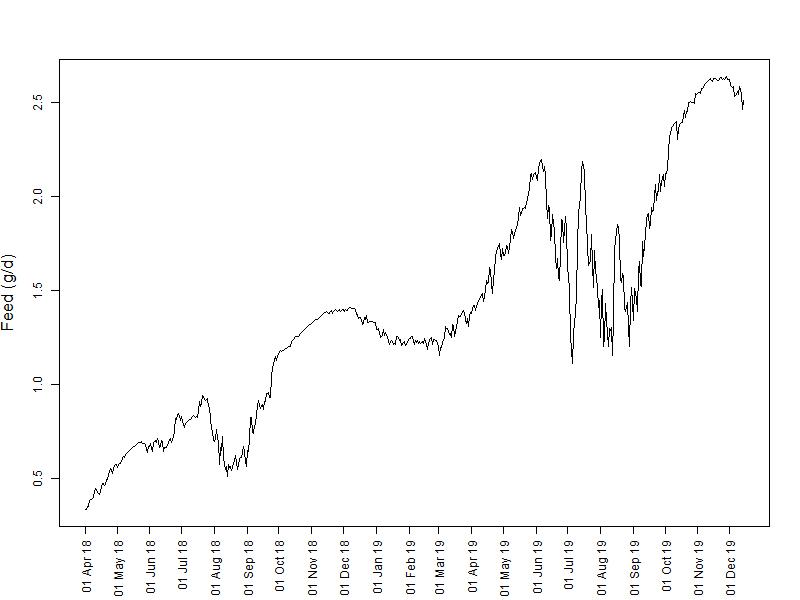 Feed (g/d)
2.5
2.0
1.5
1.0
0.5
01 Apr 18
01 May 18
01 Jun 18
01 Jul 18
01 Aug 18
01 Sep 18
01 Oct 18
01 Nov 18
01 Dec 18
01 Jan 19
01 Feb 19
01 Mar 19
01 Apr 19
01 May 19
01 Jun 19
01 Jul 19
01 Aug 19
01 Sep 19
01 Oct 19
01 Nov 19
01 Dec 19